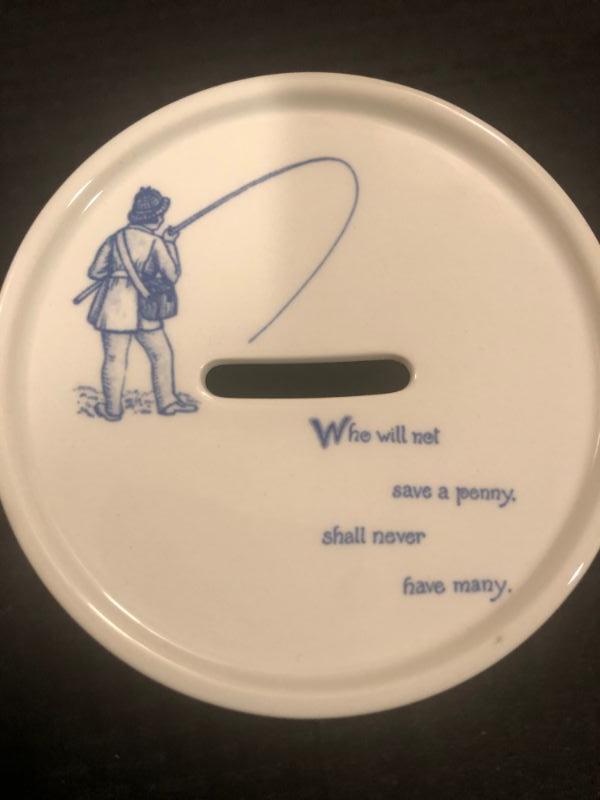 Who will not
save a penny,
shall never
have many.